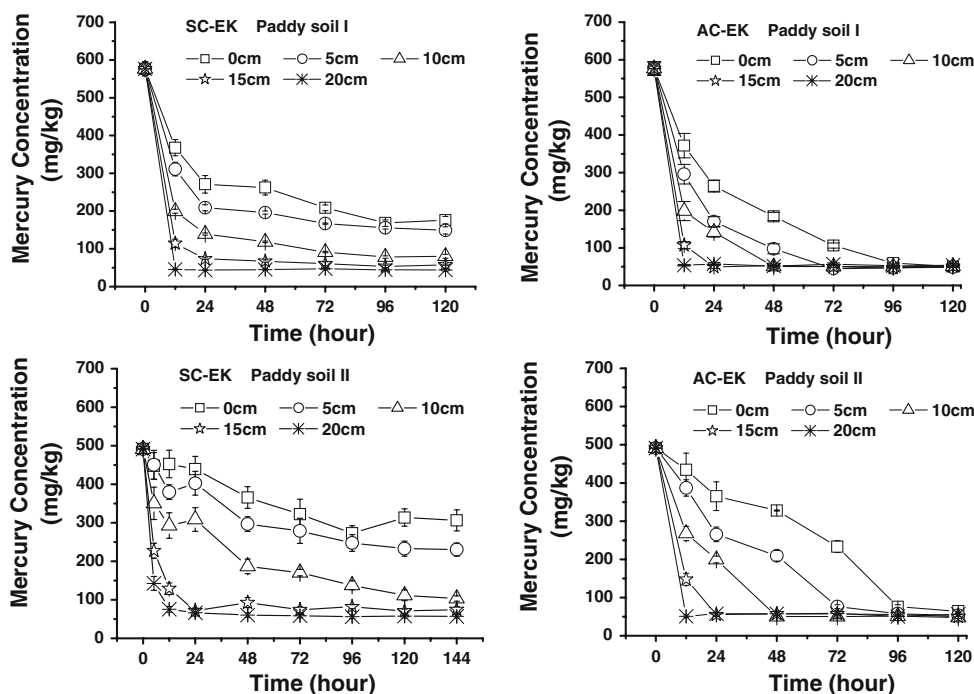 SC-EK Paddy soil I
0cm 5cm 10cm
15cm 20cm
700
600
500
400
300
200
100
0
Mercury Concentration
(mg/kg)
0 24 48 72 96 120
Time (hour)
AC-EK Paddy soil I
0cm 5cm 10cm
15cm 20cm
700
600
500
400
300
200
100
0
Mercury Concentration
(mg/kg)
0 24 48 72 96 120
Time (hour)
SC-EK Paddy soil II
0cm 5cm 10cm
15cm 20cm
700
600
500
400
300
200
100
0
Mercury Concentration
(mg/kg)
0 24 48 72 96 120 144
Time (hour)
AC-EK Paddy soil II
0cm 5cm 10cm
15cm 20cm
700
600
500
400
300
200
100
0
Mercury Concentration
(mg/kg)
0 24 48 72 96 120
Time (hour)